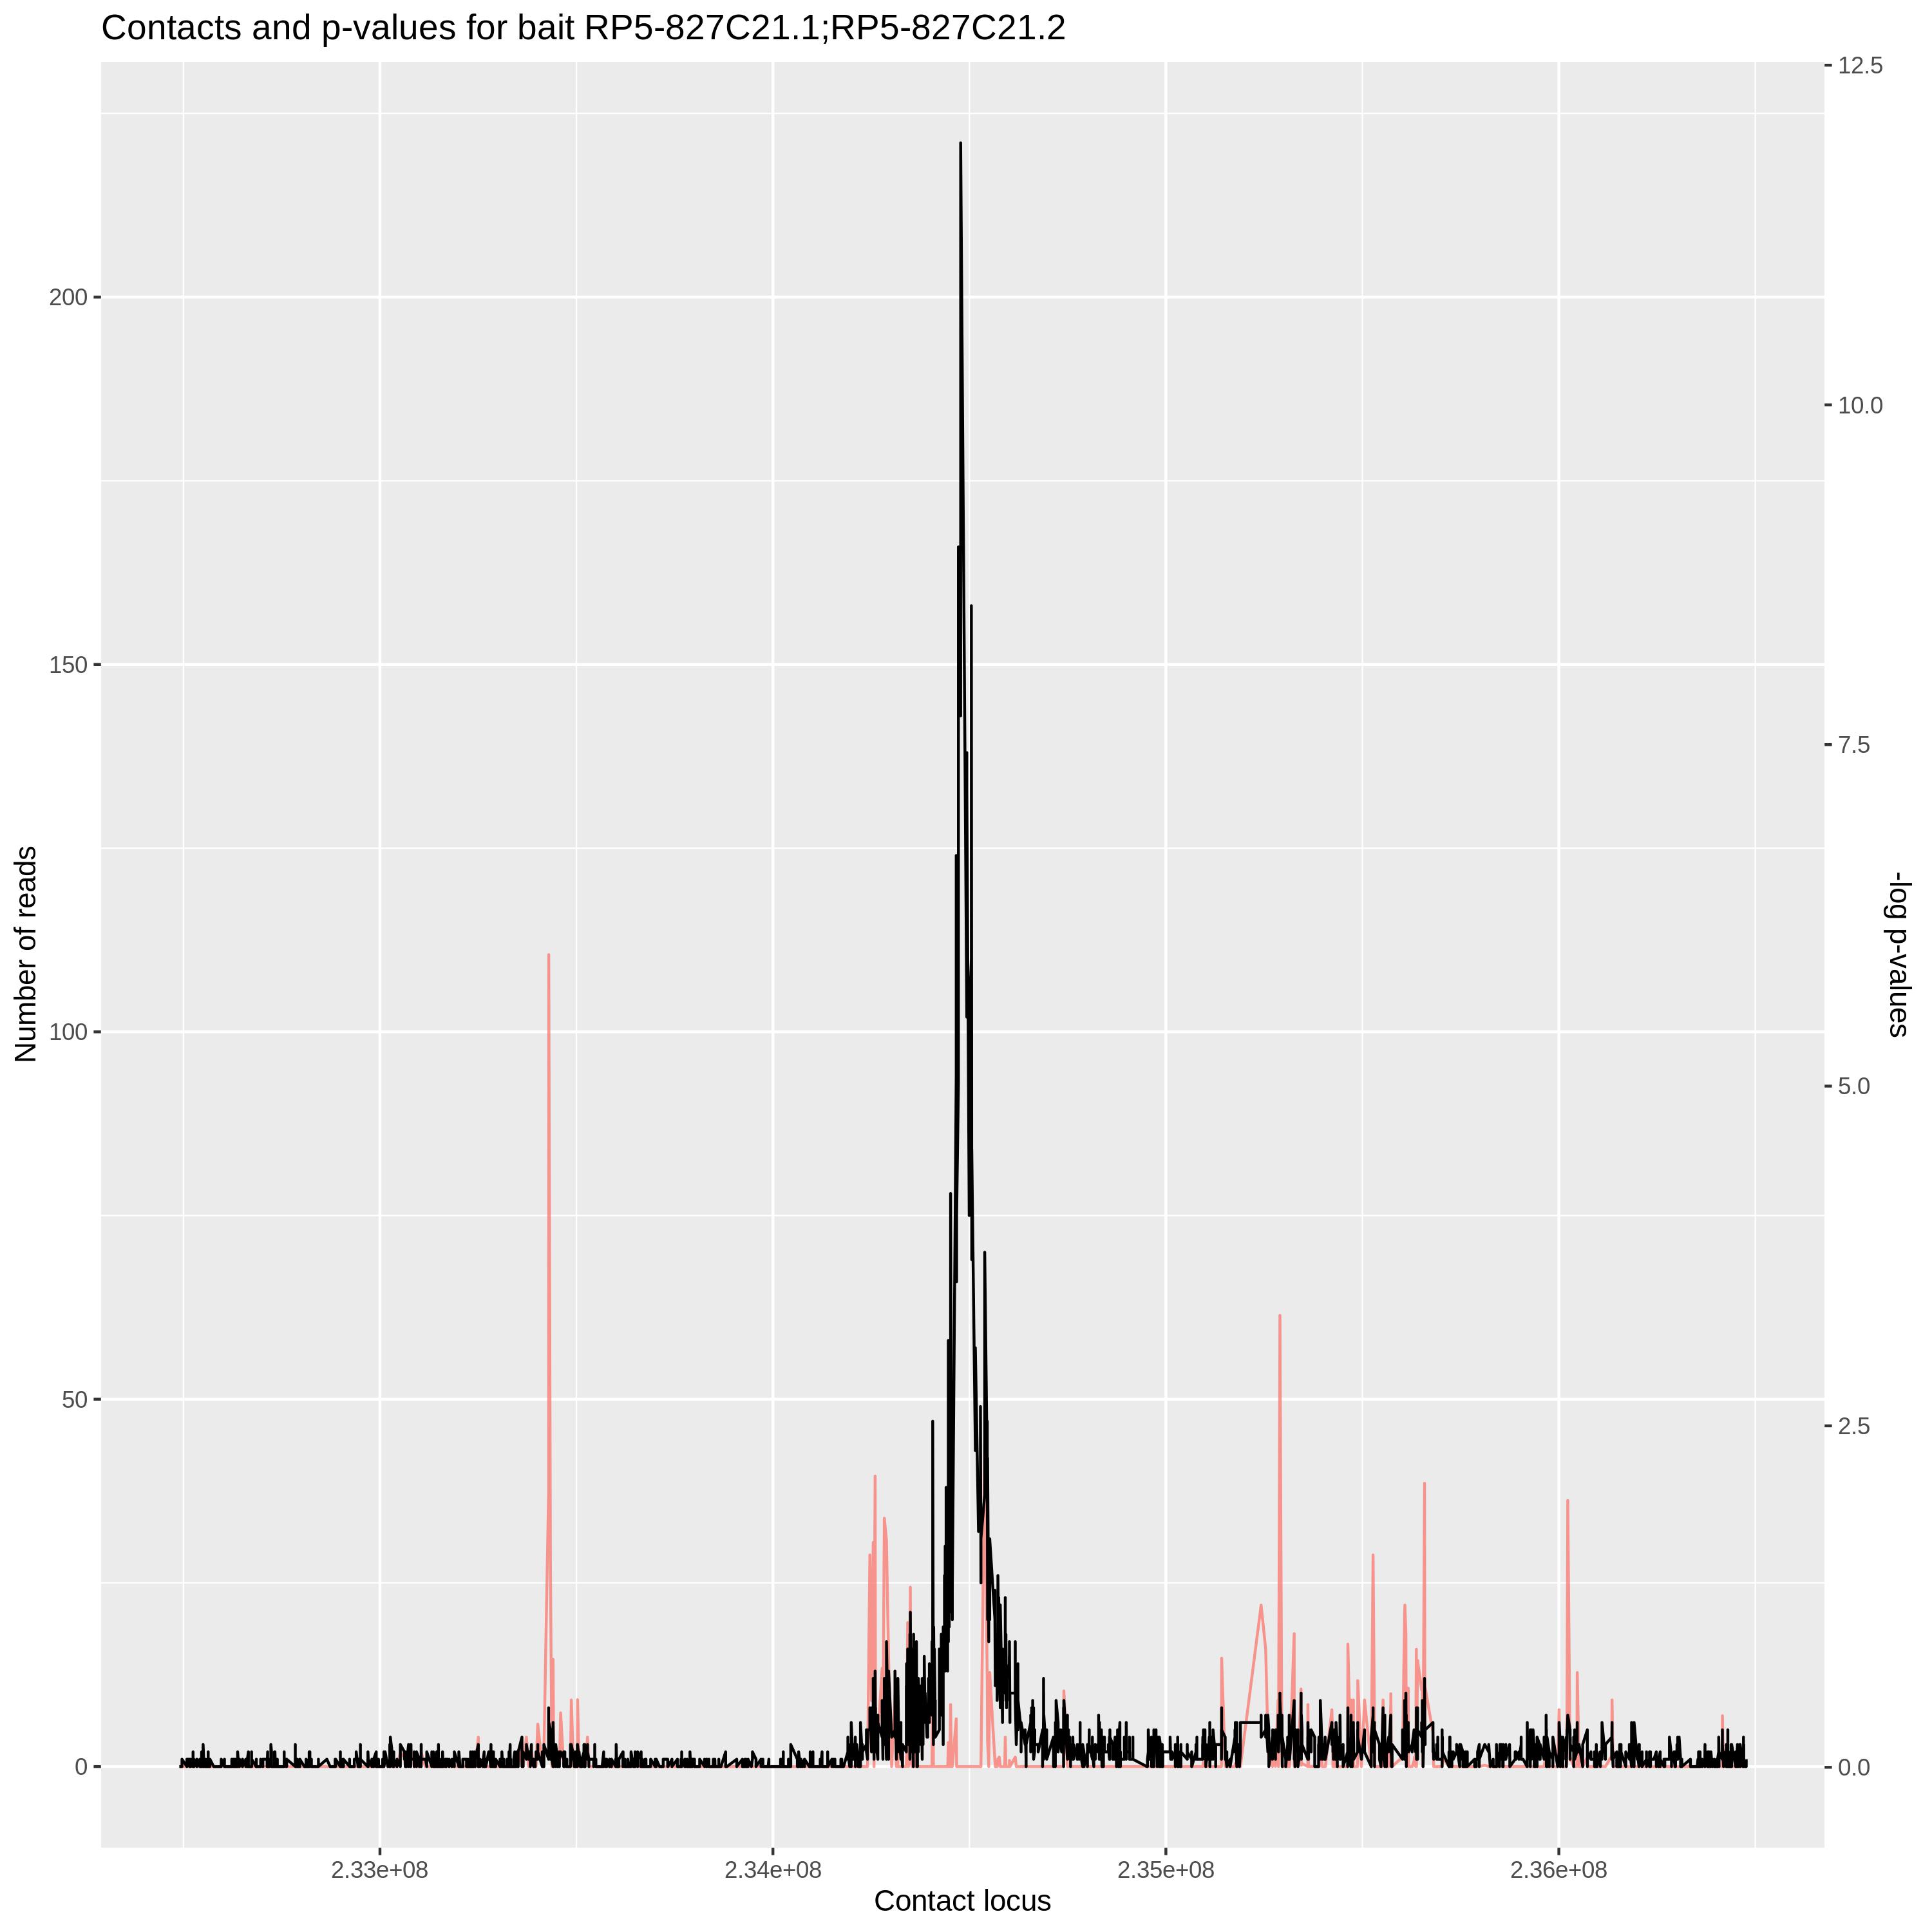 Contacts and p-values for bait RP5-827C21.1;RP5-827C21.2
Number of reads
200
150
100
50
0
12.5
10.0
7.5
5.0
2.5
0.0
-log p-values
2.33e+08
2.34e+08
2.35e+08
2.36e+08
Contact locus